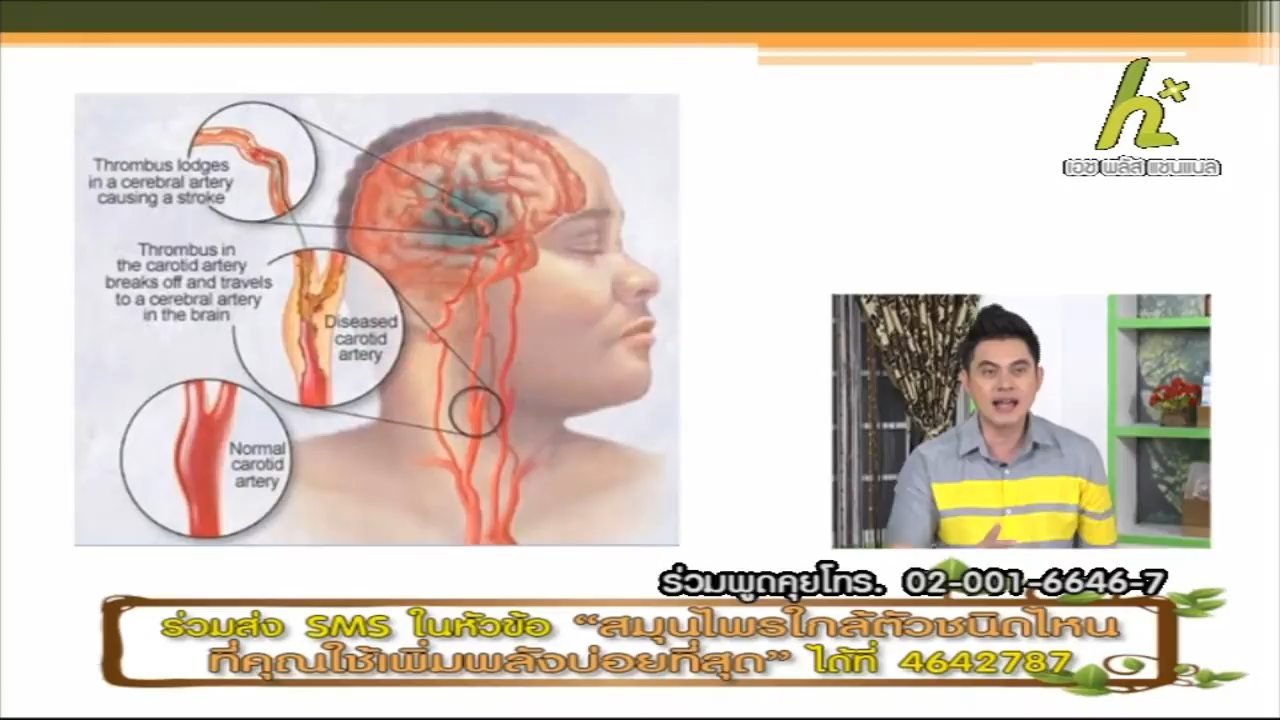 เอช พลัส แชนแนล
Thrombus lodges
in a cerebral artery
causing a stroke
Thrombus in
the carotid artery
breaks off and travels
to a cerebral artery
in the brain
Diseased
carotid
artery
Normal
carotid
artery
ร่วมพูดคุยโทร. 02-001-6646-7
ร่วมส่ง SMS ในหัวข้อ “สมุนไพรใกล้ตัวชนิดไหน
ที่คุณใช้เพิ่มพลังบ่อยที่สุด” ได้ที่ 4642787